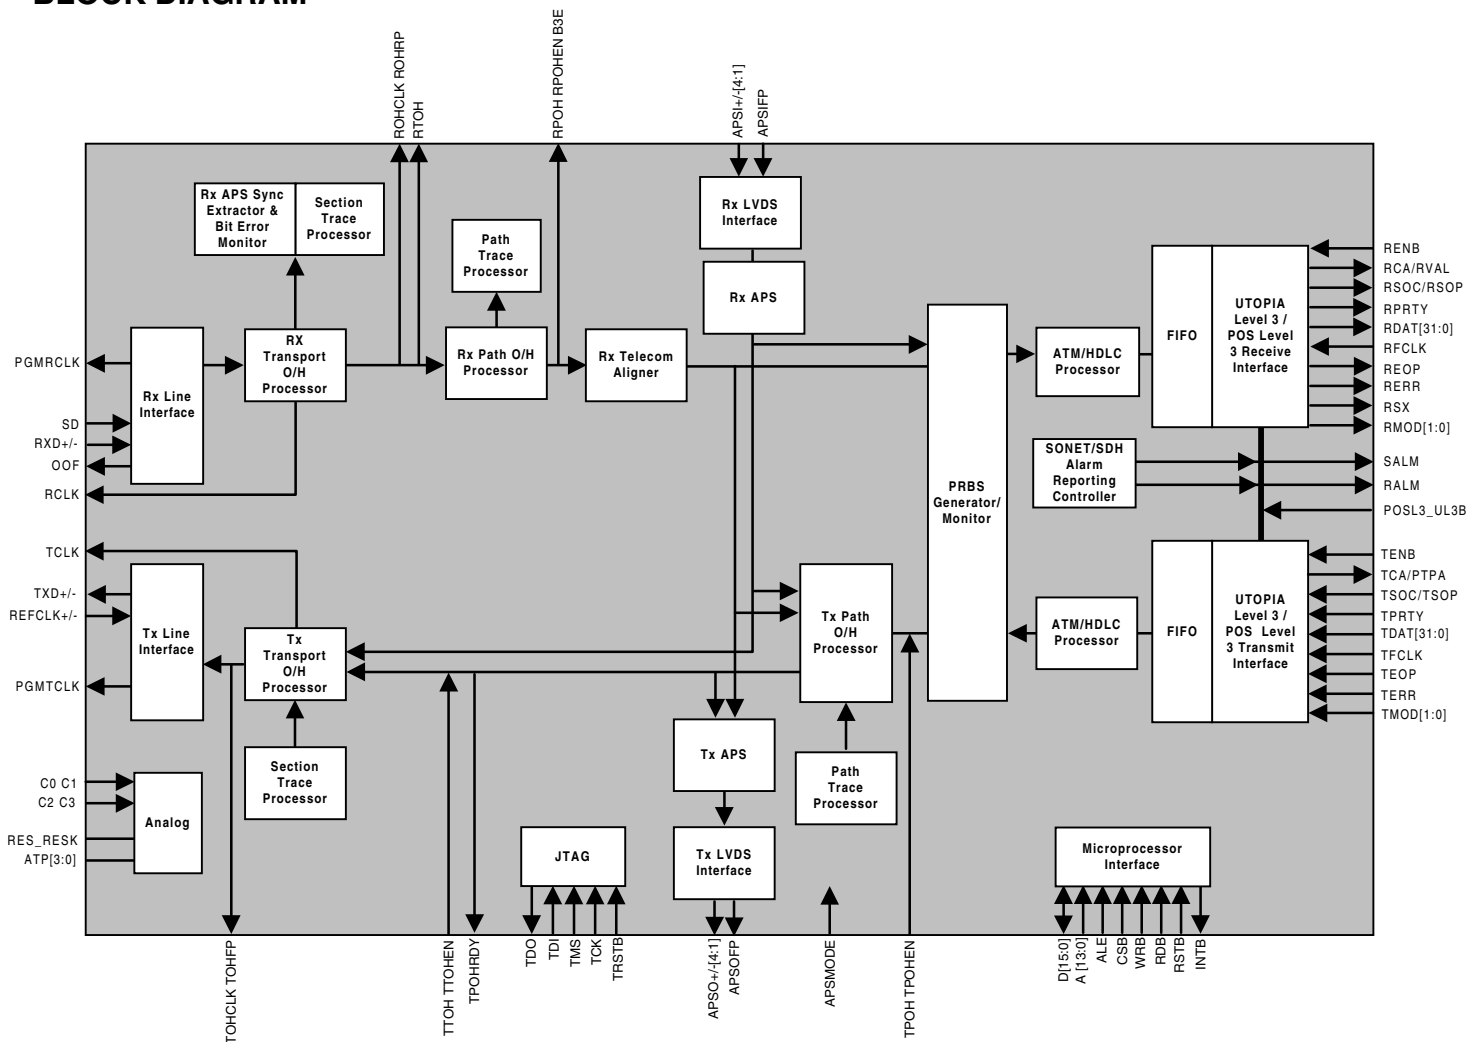 BLOCK DIAGRAM
ROHCLK ROHRP
RTOH
RPOH RPOHEN B3E
APSI+/-[4:1]
APSIFP
Rx APS Sync
Extractor &
Bit Error
Monitor
Section
Trace
Processor
Path
Trace
Processor
Rx LVDS
Interface
Rx APS
PGMRCLK
SD
RXD+/-
OOF
RCLK
Rx Line
Interface
RX
Transport
O/H
Processor
Rx Path O/H
Processor
Rx Telecom
Aligner
PRBS
Generator/
Monitor
ATM/HDLC
Processor
FIFO
UTOPIA
Level 3 /
POS Level
3 Receive
Interface
RENB
RCA/RVAL
RSOC/RSOP
RPRTY
RDAT[31:0]
RFCLK
REOP
RERR
RSX
RMOD[1:0]
SONET/SDH
Alarm
Reporting
Controller
SALM
RALM
POSL3_UL3B
TCLK
TXD+/-
REFCLK+/-
PGMTCLK
Tx Line
Interface
Tx
Transport
O/H
Processor
Section
Trace
Processor
Tx Path
O/H
Processor
Path
Trace
Processor
Tx APS
Tx LVDS
Interface
ATM/HDLC
Processor
FIFO
UTOPIA
Level 3 /
POS Level
3 Transmit
Interface
TENB
TCA/PTPA
TSOC/TSOP
TPRTY
TDAT[31:0]
TFCLK
TEOP
TERR
TMOD[1:0]
C0 C1
C2 C3
RES_RESK
ATP[3:0]
Analog
JTAG
Microprocessor
Interface
TOHCLK TOHFP
TTOH TTOHEN
TPOHRDY
TDO
TDI
TMS
TCK
TRSTB
APSO+/-[4:1]
APSOFP
APSMODE
TPOH TPOHEN
D[15:0]
A [13:0]
ALE
CSB
WRB
RDB
RSTB
INTB